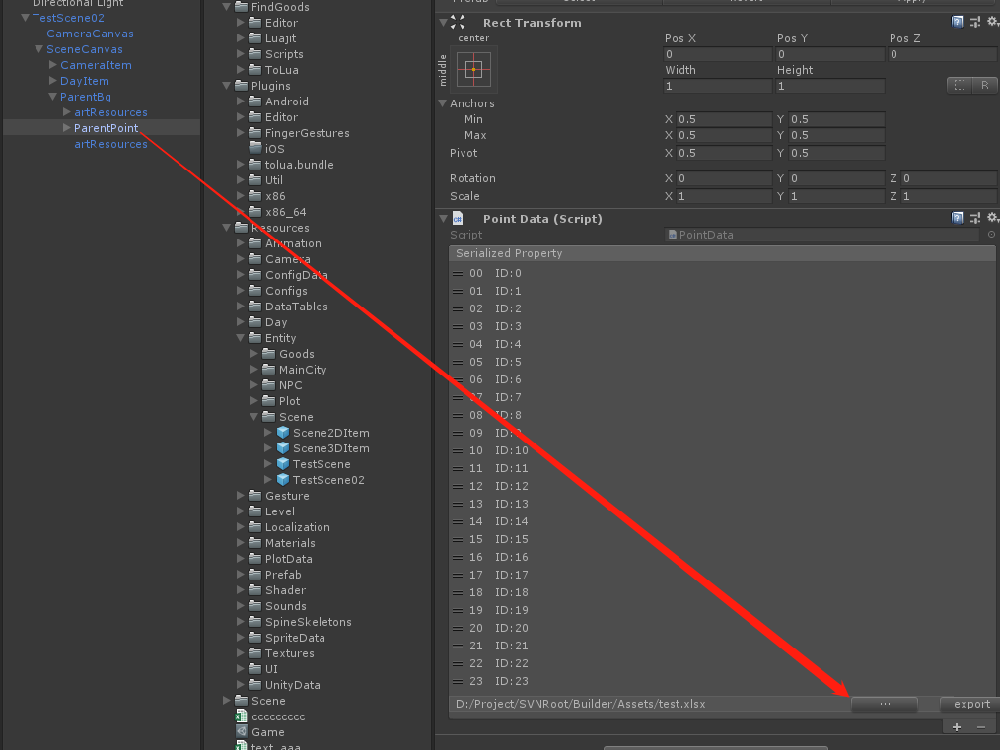 Directional Light
TestScene02
CameraCanvas
SceneCanvas
CameraItem
DayItem
ParentBg
artResources
ParentPoint
artResources
FindGoods
Editor
Luajit
Scripts
ToLua
Plugins
Android
Editor
FingerGestures
iOS
tolua.bundle
Util
x86
x86_64
Resources
Animation
Camera
ConfigData
Configs
DataTables
Day
Entity
Goods
MainCity
NPC
Plot
Scene
Scene2DItem
Scene3DItem
TestScene
TestScene02
Gesture
Level
Localization
Materials
PlotData
Prefab
Shader
Sounds
SpineSkeletons
SpriteData
Textures
UI
UnityData
Scene
ccccccccc
Game
text_aaa
Prefab Select Revert Apply
Rect Transform
center
middle
Pos X Pos Y Pos Z
0 0 0
Width Height
1 1
R
Anchors
Min X 0.5 Y 0.5
Max X 0.5 Y 0.5
Pivot X 0.5 Y 0.5
Rotation X 0 Y 0 Z 0
Scale X 1 Y 1 Z 1
Point Data (Script)
Script PointData
Serialized Property
00 ID:0
01 ID:1
02 ID:2
03 ID:3
04 ID:4
05 ID:5
06 ID:6
07 ID:7
08 ID:8
09 ID:9
10 ID:10
11 ID:11
12 ID:12
13 ID:13
14 ID:14
15 ID:15
16 ID:16
17 ID:17
18 ID:18
19 ID:19
20 ID:20
21 ID:21
22 ID:22
23 ID:23
D:/Project/SVNRoot/Builder/Assets/test.xlsx ... export
+ −